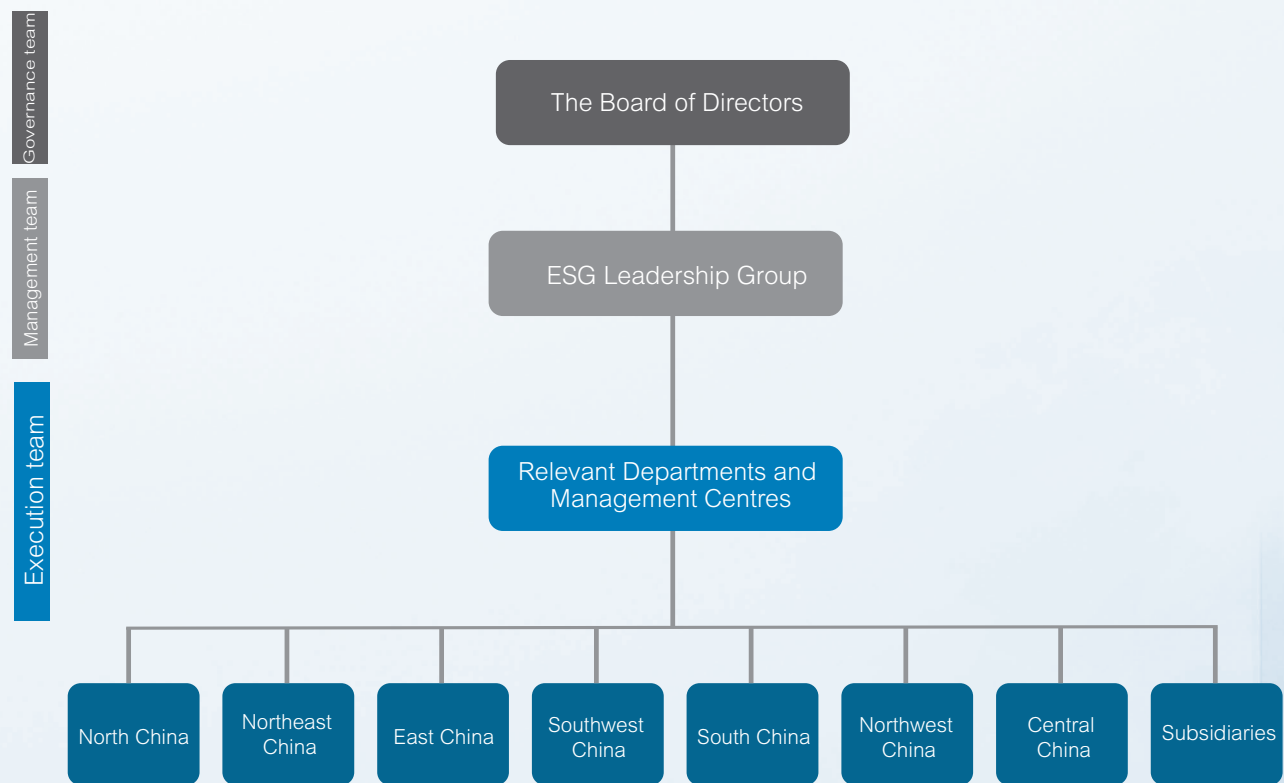 Governance team
The Board of Directors
Management team
ESG Leadership Group
Execution team
Relevant Departments and
Management Centres
North China
Northeast
China
East China
Southwest
China
South China
Northwest
China
Central
China
Subsidiaries